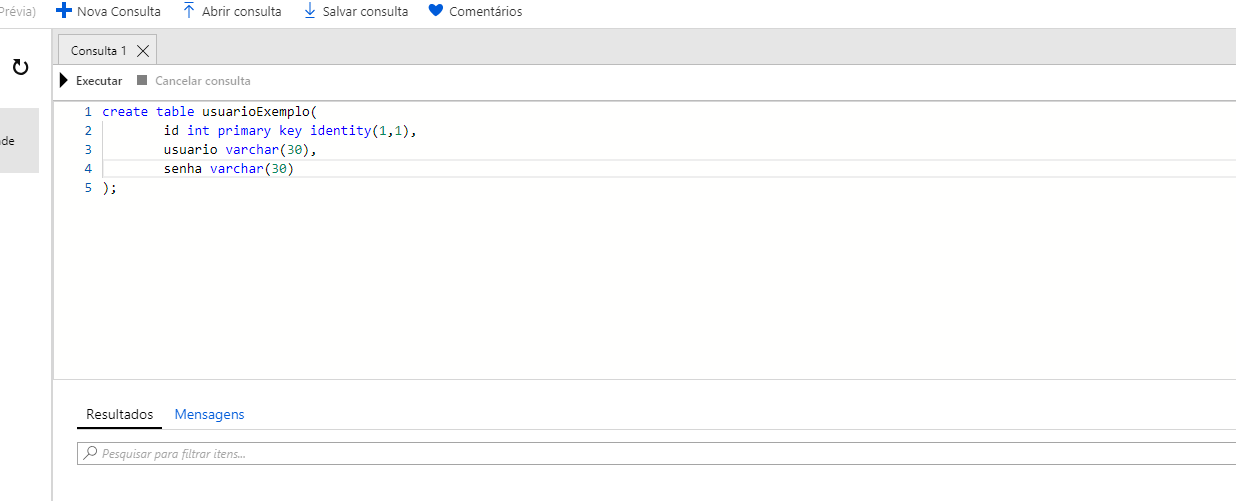 Prévia) Nova Consulta Abrir consulta Salvar consulta Comentários
Consulta 1
Executar Cancelar consulta
1 create table usuarioExemplo(
2 id int primary key identity(1,1),
3 usuario varchar(30),
4 senha varchar(30)
5 );
de
Resultados Mensagens
Pesquisar para filtrar itens...